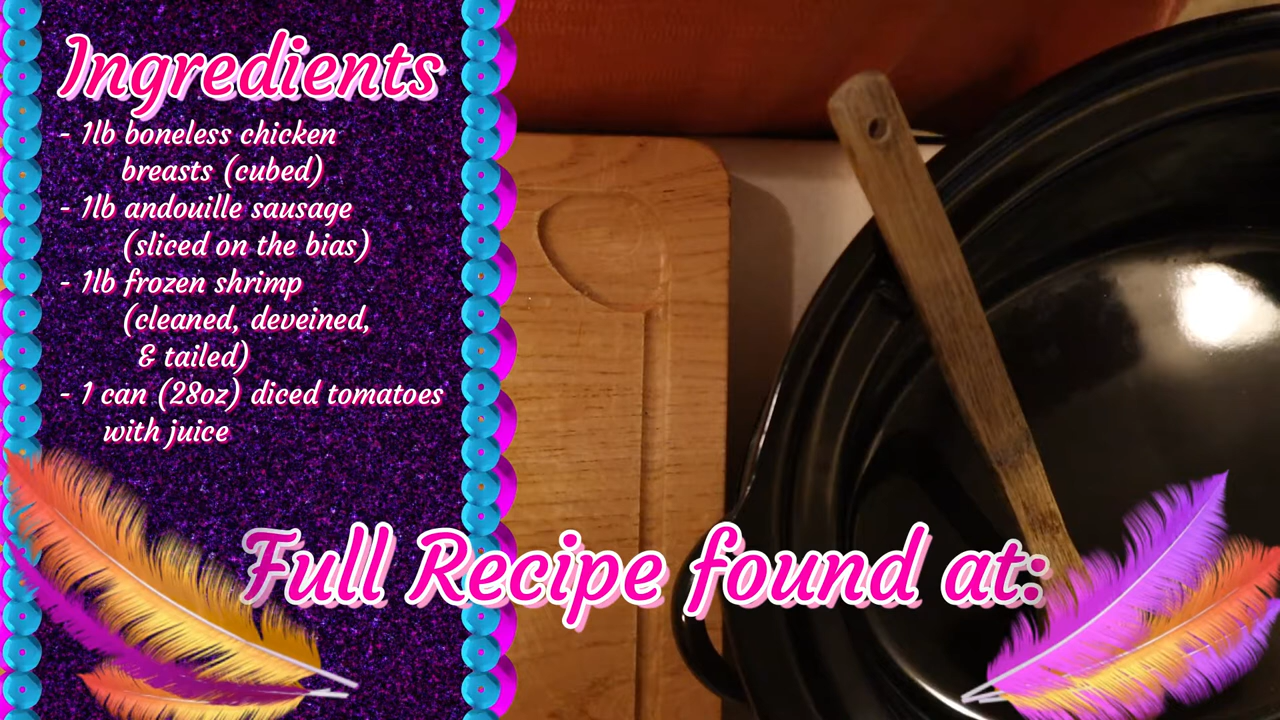 Ingredients
- 1lb boneless chicken
breasts (cubed)
- 1lb andouille sausage
(sliced on the bias)
- 1lb frozen shrimp
(cleaned, deveined,
& tailed)
- 1 can (28oz) diced tomatoes
with juice
Full Recipe found at: